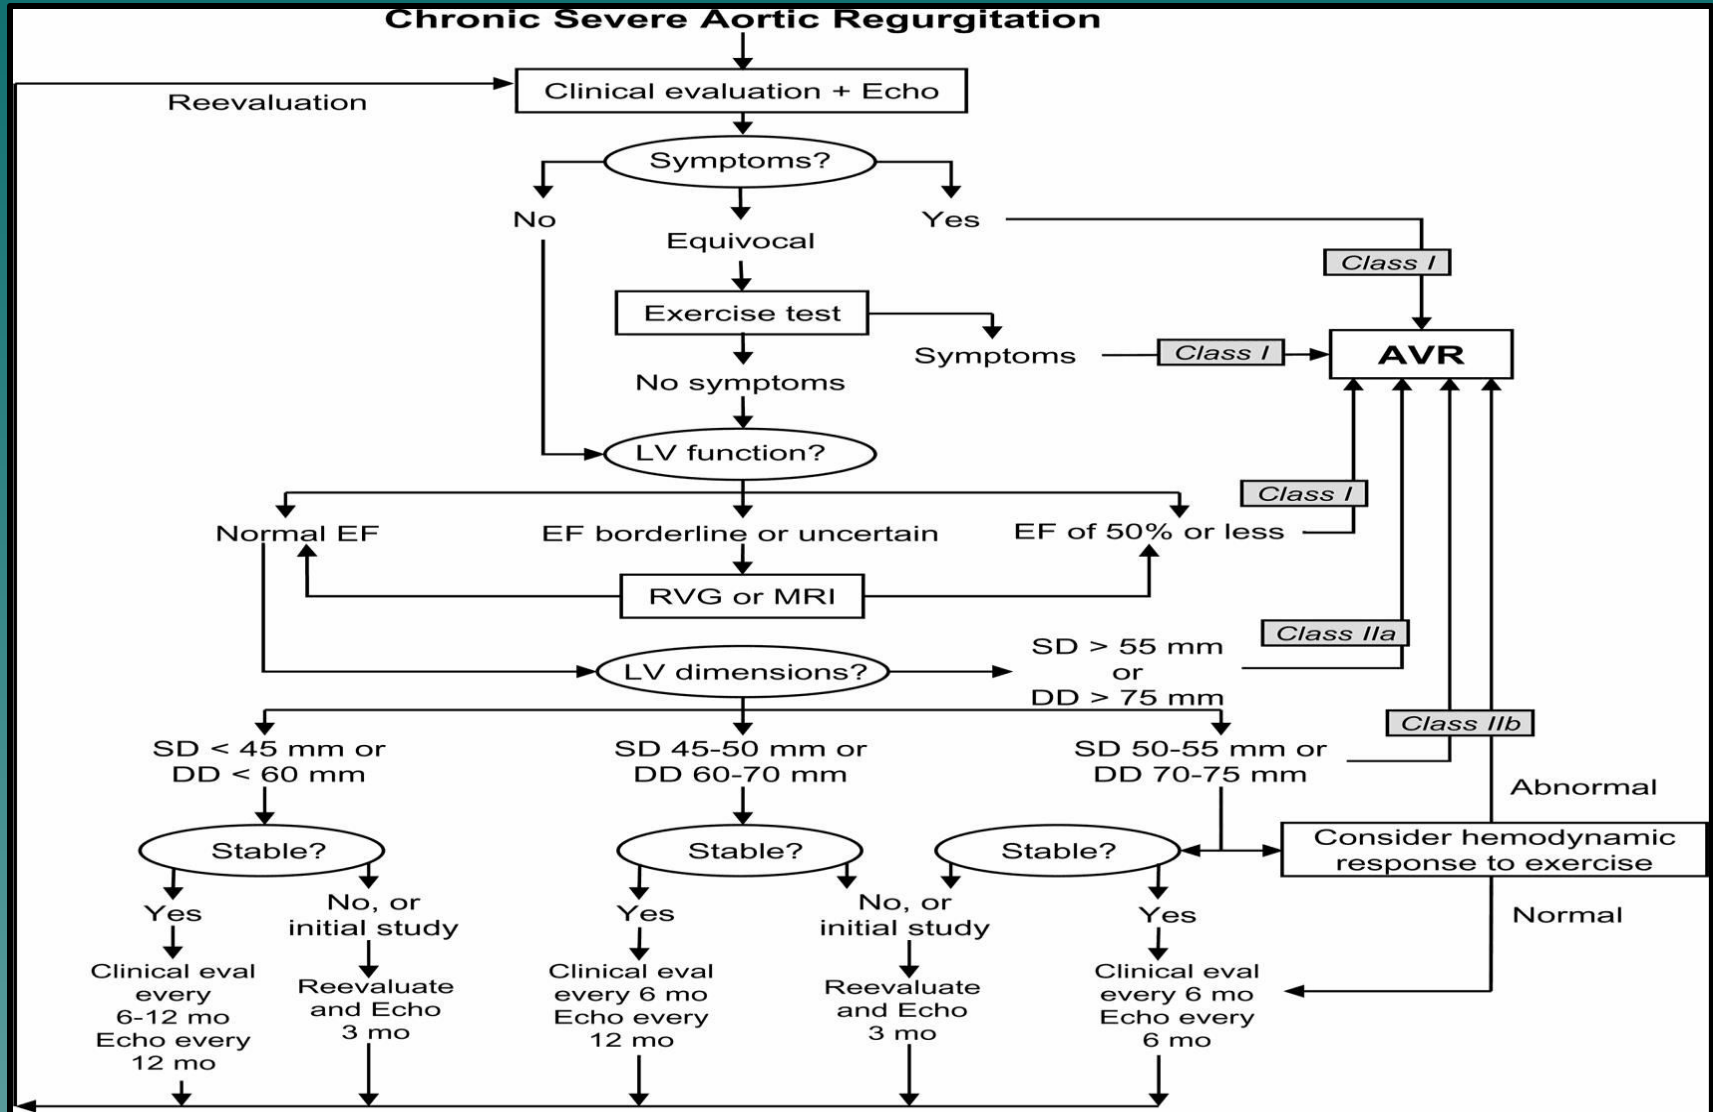 Chronic Severe Aortic Regurgitation
Clinical evaluation + Echo
Reevaluation
Symptoms?
No
Equivocal
Yes
Class I
Exercise test
Symptoms
Class I
AVR
No symptoms
LV function?
Class I
Normal EF
EF borderline or uncertain
EF of 50% or less
RVG or MRI
Class IIa
LV dimensions?
SD > 55 mm
or
DD > 75 mm
Class IIb
SD < 45 mm or
DD < 60 mm
SD 45-50 mm or
DD 60-70 mm
SD 50-55 mm or
DD 70-75 mm
Abnormal
Stable?
Stable?
Stable?
Consider hemodynamic
response to exercise
Yes
No, or
initial study
Yes
No, or
initial study
Yes
Normal
Clinical eval
every
6-12 mo
Echo every
12 mo
Reevaluate
and Echo
3 mo
Clinical eval
every 6 mo
Echo every
12 mo
Reevaluate
and Echo
3 mo
Clinical eval
every 6 mo
Echo every
6 mo